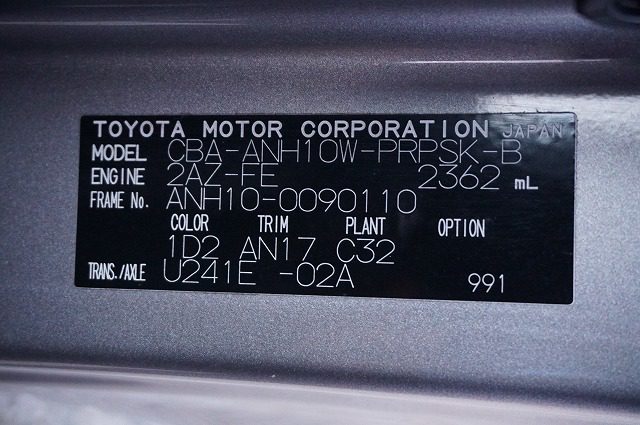 TOYOTA MOTOR CORPORATION JAPAN
MODEL CBA-ANH10W-PRPSK-B
ENGINE 2AZ-FE 2362 mL
FRAME No. ANH10-0090110
COLOR TRIM PLANT OPTION
1D2 AN17 C32
TRANS./AXLE U241E -02A 991